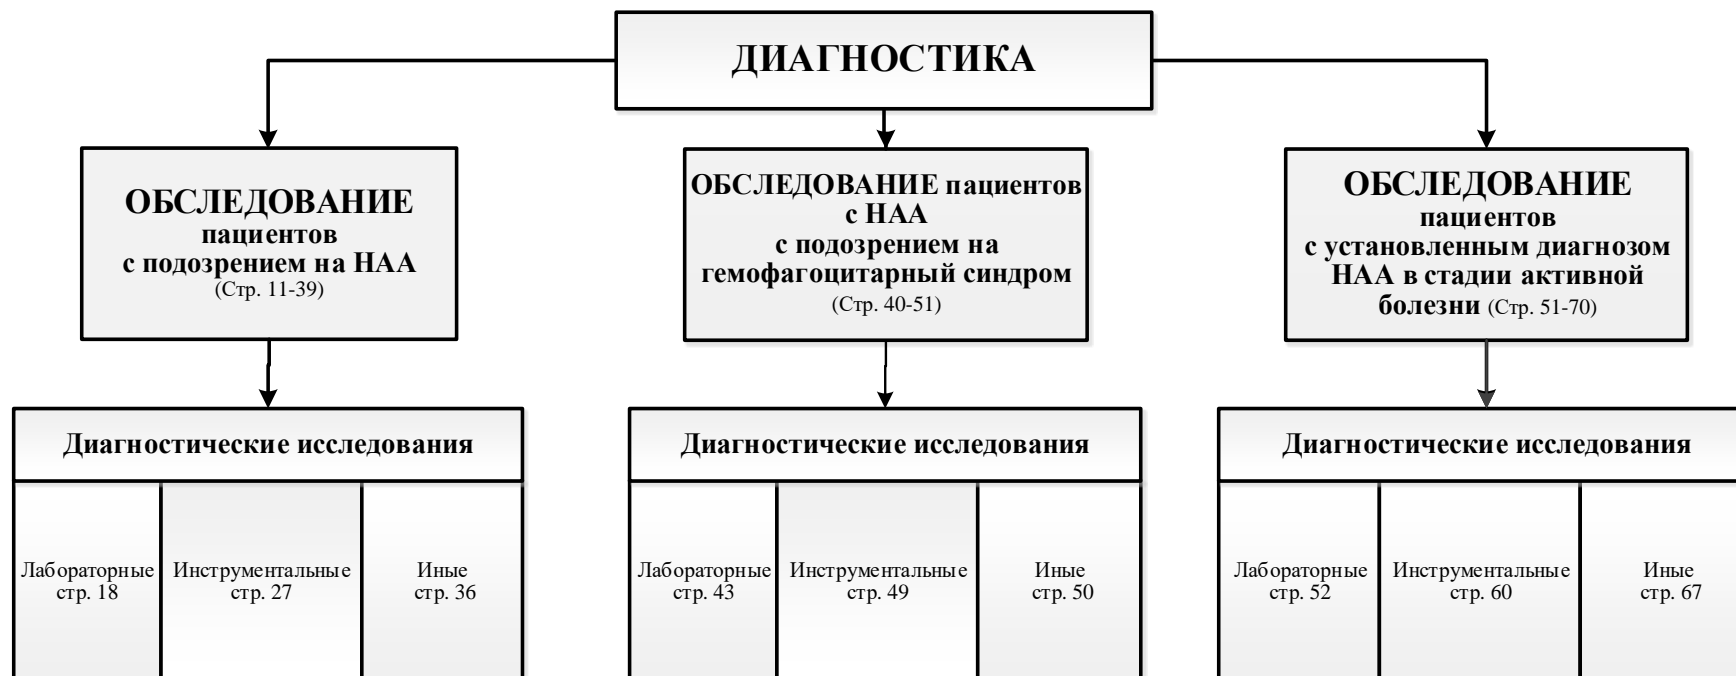 ДИАГНОСТИКА
ОБСЛЕДОВАНИЕ
пациентов
с подозрением на НАА
(Стр. 11-39)
ОБСЛЕДОВАНИЕ пациентов
с НАА
с подозрением на
гемофагоцитарный синдром
(Стр. 40-51)
ОБСЛЕДОВАНИЕ
пациентов
с установленным диагнозом
НАА в стадии активной
болезни (Стр. 51-70)
Диагностические исследования
Лабораторные
стр. 18
Инструментальные
стр. 27
Иные
стр. 36
Диагностические исследования
Лабораторные
стр. 43
Инструментальные
стр. 49
Иные
стр. 50
Диагностические исследования
Лабораторные
стр. 52
Инструментальные
стр. 60
Иные
стр. 67